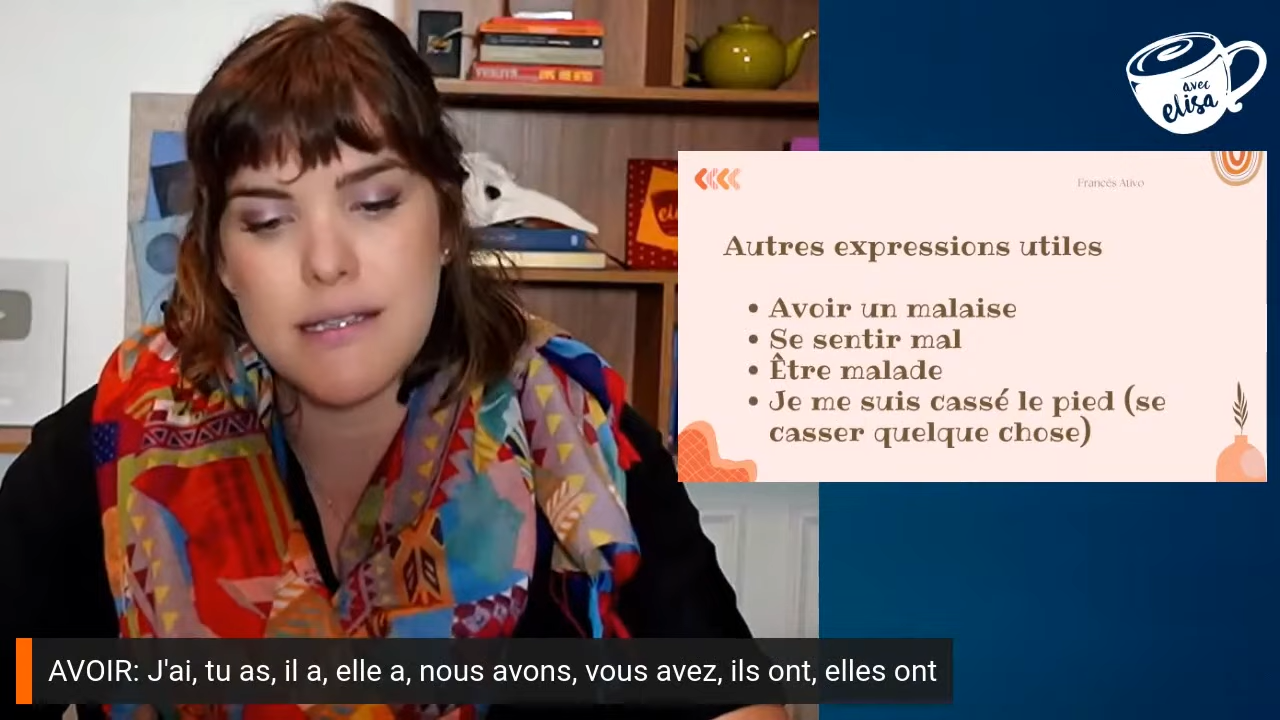 avec
elisa
Francês Ativo
Autres expressions utiles
• Avoir un malaise
• Se sentir mal
• Être malade
• Je me suis cassé le pied (se
casser quelque chose)
AVOIR: J'ai, tu as, il a, elle a, nous avons, vous avez, ils ont, elles ont